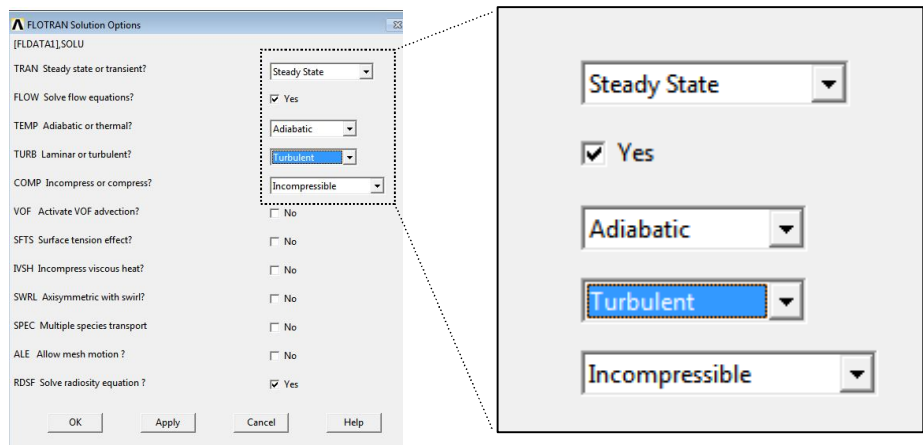 FLOTRAN Solution Options
[FLDATA1],SOLU
TRAN Steady state or transient? Steady State
FLOW Solve flow equations? Yes
TEMP Adiabatic or thermal? Adiabatic
TURB Laminar or turbulent? Turbulent
COMP Incompress or compress? Incompressible
VOF Activate VOF advection? No
SFTS Surface tension effect? No
IVSH Incompress viscous heat? No
SWRL Axisymmetric with swirl? No
SPEC Multiple species transport No
ALE Allow mesh motion ? No
RDSF Solve radiosity equation ? Yes
OK Apply Cancel Help
Steady State
Yes
Adiabatic
Turbulent
Incompressible